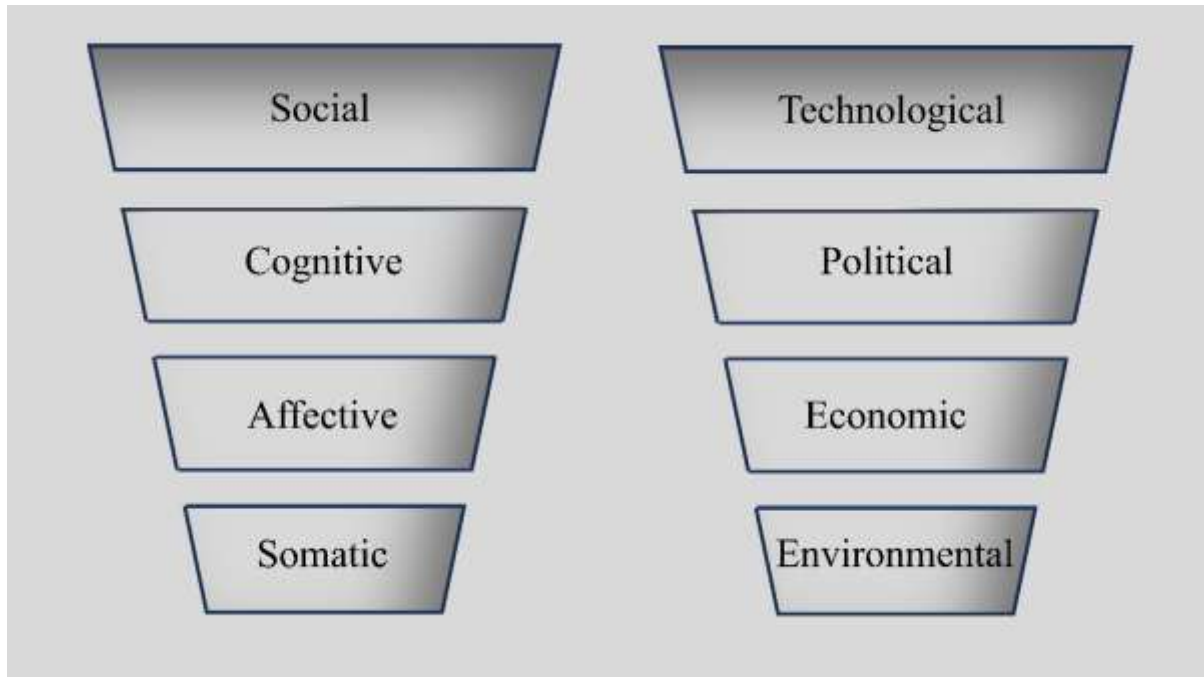 Social
Cognitive
Affective
Somatic
Technological
Political
Economic
Environmental